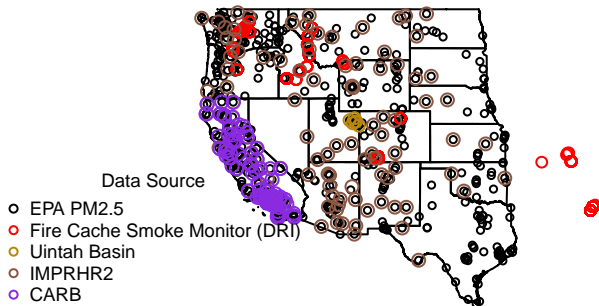 Data Source
EPA PM2.5
Fire Cache Smoke Monitor (DRI)
Uintah Basin
IMPRHR2
CARB